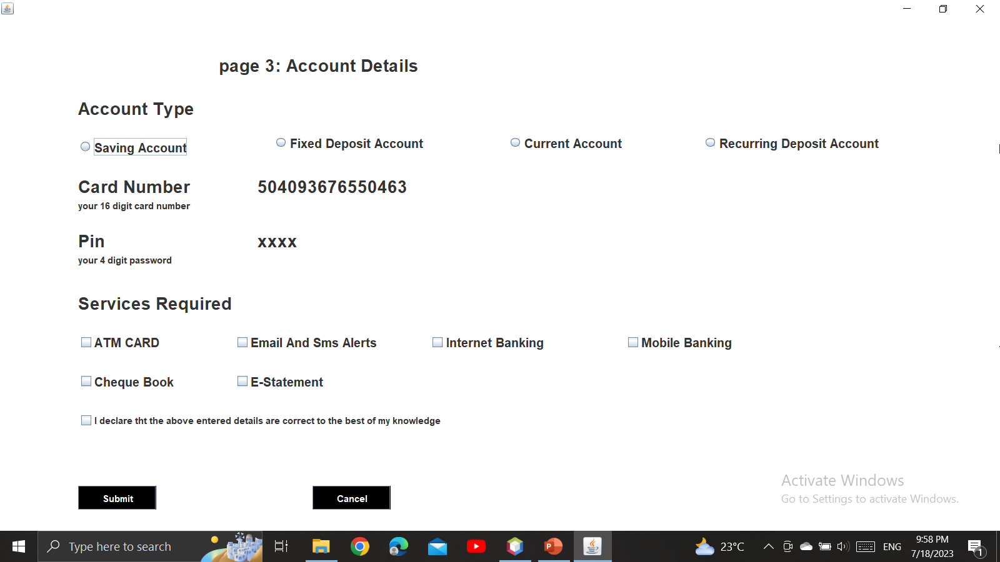 page 3: Account Details
Account Type
Saving Account Fixed Deposit Account Current Account Recurring Deposit Account
Card Number 504093676550463
your 16 digit card number
Pin xxxx
your 4 digit password
Services Required
ATM CARD Email And Sms Alerts Internet Banking Mobile Banking
Cheque Book E-Statement
I declare tht the above entered details are correct to the best of my knowledge
Submit Cancel
Activate Windows
Go to Settings to activate Windows.
Type here to search 23°C ENG 9:58 PM
7/18/2023 1